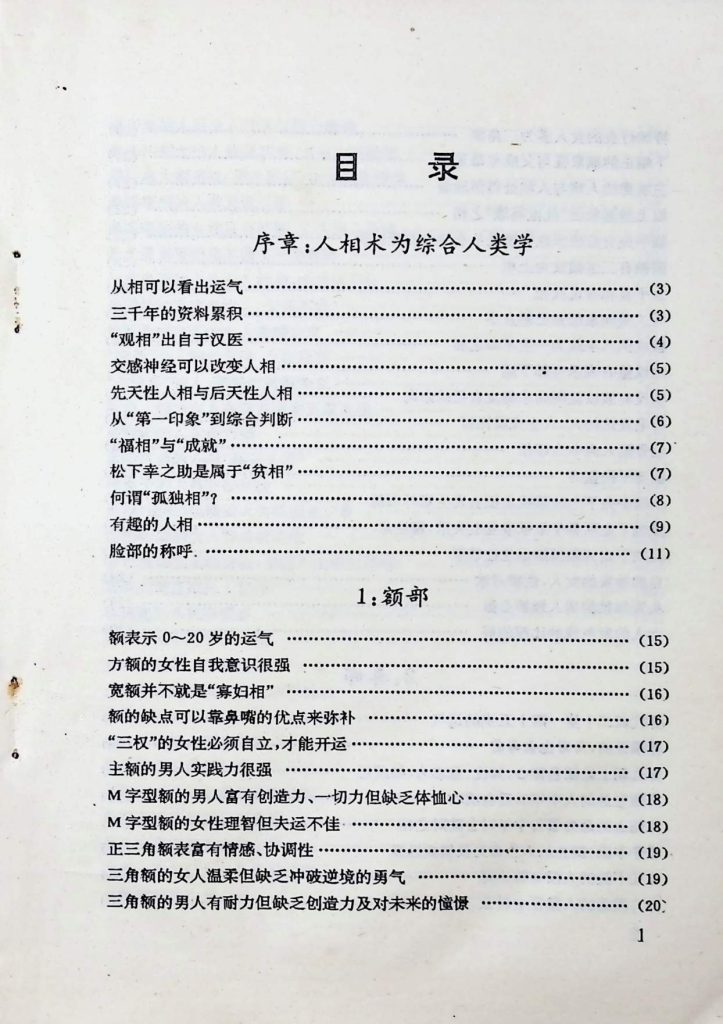 目 录
序章:人相术为综合人类学
从相可以看出运气……………………………………(3)
三千年的资料累积……………………………………(3)
“观相”出自于汉医……………………………………(4)
交感神经可以改变人相………………………………(5)
先天性人相与后天性人相……………………………(5)
从“第一印象”到综合判断……………………………(6)
“福相”与“成就”………………………………………(7)
松下幸之助是属于“贫相”……………………………(7)
何谓“孤独相”?………………………………………(8)
有趣的人相……………………………………………(9)
脸部的称呼……………………………………………(11)
1:额部
额表示0~20岁的运气………………………………(15)
方额的女性自我意识很强……………………………(15)
宽额并不就是“寡妇相”………………………………(16)
额的缺点可以靠鼻嘴的优点来弥补…………………(16)
“三权”的女性必须自立,才能开运……………………(17)
主额的男人实践力很强………………………………(17)
M字型额的男人富有创造力、一切力但缺乏体恤心…………(18)
M字型额的女性理智但夫运不佳……………………(18)
正三角额表富有情感、协调性…………………………(19)
三角额的女人温柔但缺乏冲破逆境的勇气……………(19)
三角额的男人有耐力但缺乏创造力及对未来的憧憬…………(20)
1